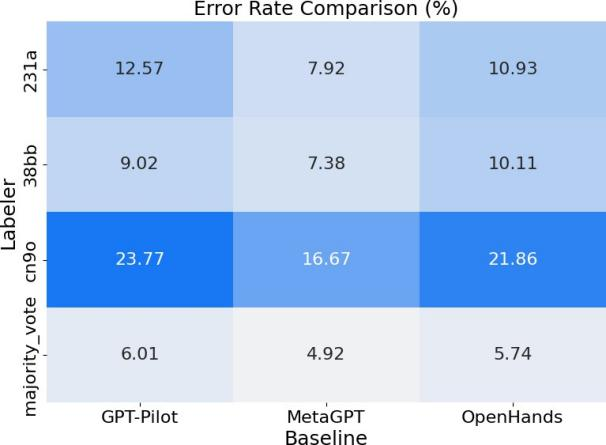 Error Rate Comparison (%)
Labeler
231a
12.57
7.92
10.93
38bb
9.02
7.38
10.11
cn9o
23.77
16.67
21.86
majority_vote
6.01
4.92
5.74
GPT-Pilot
MetaGPT
OpenHands
Baseline